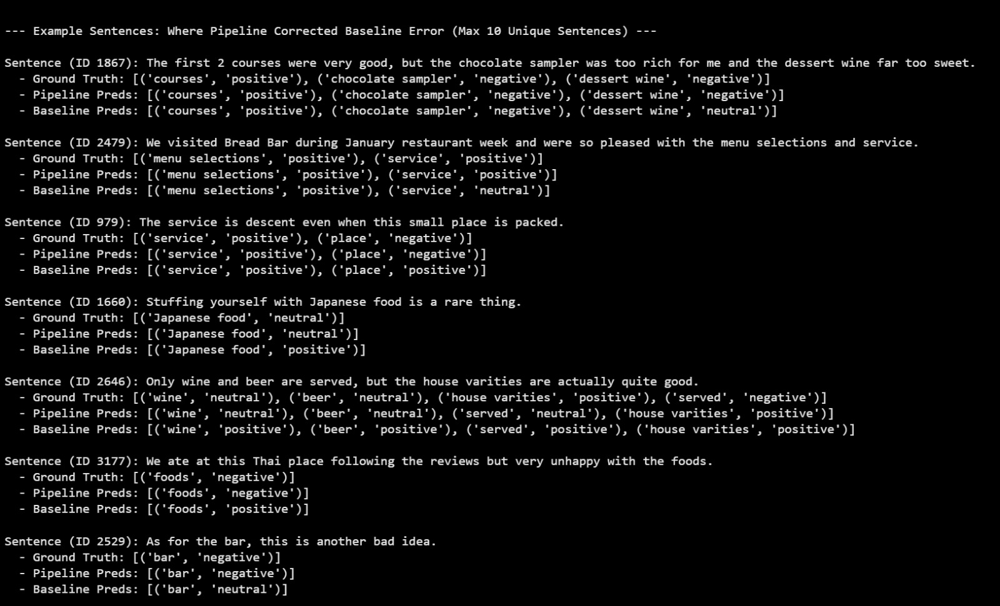 --- Example Sentences: Where Pipeline Corrected Baseline Error (Max 10 Unique Sentences) ---
Sentence (ID 1867): The first 2 courses were very good, but the chocolate sampler was too rich for me and the dessert wine far too sweet.
- Ground Truth: [('courses', 'positive'), ('chocolate sampler', 'negative'), ('dessert wine', 'negative')]
- Pipeline Preds: [('courses', 'positive'), ('chocolate sampler', 'negative'), ('dessert wine', 'negative')]
- Baseline Preds: [('courses', 'positive'), ('chocolate sampler', 'negative'), ('dessert wine', 'neutral')]
Sentence (ID 2479): We visited Bread Bar during January restaurant week and were so pleased with the menu selections and service.
- Ground Truth: [('menu selections', 'positive'), ('service', 'positive')]
- Pipeline Preds: [('menu selections', 'positive'), ('service', 'positive')]
- Baseline Preds: [('menu selections', 'positive'), ('service', 'neutral')]
Sentence (ID 979): The service is descent even when this small place is packed.
- Ground Truth: [('service', 'positive'), ('place', 'negative')]
- Pipeline Preds: [('service', 'positive'), ('place', 'negative')]
- Baseline Preds: [('service', 'positive'), ('place', 'positive')]
Sentence (ID 1660): Stuffing yourself with Japanese food is a rare thing.
- Ground Truth: [('Japanese food', 'neutral')]
- Pipeline Preds: [('Japanese food', 'neutral')]
- Baseline Preds: [('Japanese food', 'positive')]
Sentence (ID 2646): Only wine and beer are served, but the house varities are actually quite good.
- Ground Truth: [('wine', 'neutral'), ('beer', 'neutral'), ('house varities', 'positive'), ('served', 'negative')]
- Pipeline Preds: [('wine', 'neutral'), ('beer', 'neutral'), ('served', 'neutral'), ('house varities', 'positive')]
- Baseline Preds: [('wine', 'positive'), ('beer', 'positive'), ('served', 'positive'), ('house varities', 'positive')]
Sentence (ID 3177): We ate at this Thai place following the reviews but very unhappy with the foods.
- Ground Truth: [('foods', 'negative')]
- Pipeline Preds: [('foods', 'negative')]
- Baseline Preds: [('foods', 'positive')]
Sentence (ID 2529): As for the bar, this is another bad idea.
- Ground Truth: [('bar', 'negative')]
- Pipeline Preds: [('bar', 'negative')]
- Baseline Preds: [('bar', 'neutral')]